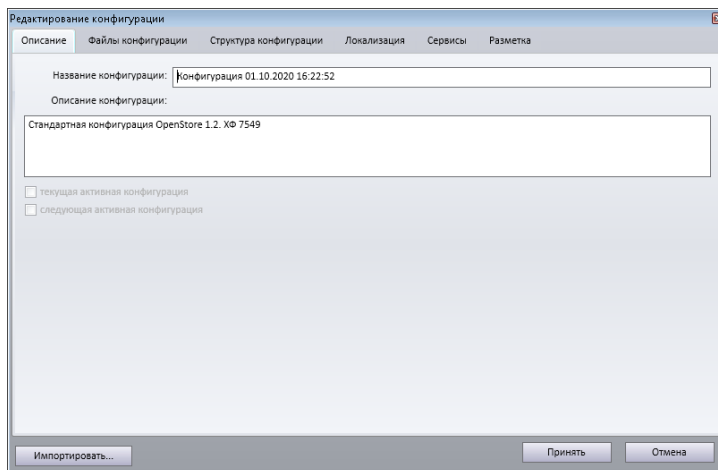 Редактирование конфигурации
Описание Файлы конфигурации Структура конфигурации Локализация Сервисы Разметка
Название конфигурации: Конфигурация 01.10.2020 16:22:52
Описание конфигурации:
Стандартная конфигурация OpenStore 1.2. ХФ 7549
текущая активная конфигурация
следующая активная конфигурация
Импортировать... Принять Отмена